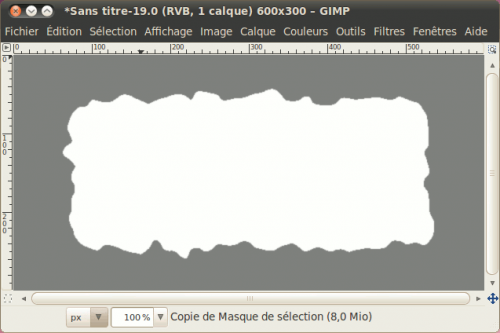 *Sans titre-19.0 (RVB, 1 calque) 600x300 – GIMP
Fichier Édition Sélection Affichage Image Calque Couleurs Outils Filtres Fenêtres Aide
0 100 200 300 400 500
0
100
200
px 100 % Copie de Masque de sélection (8,0 Mio)